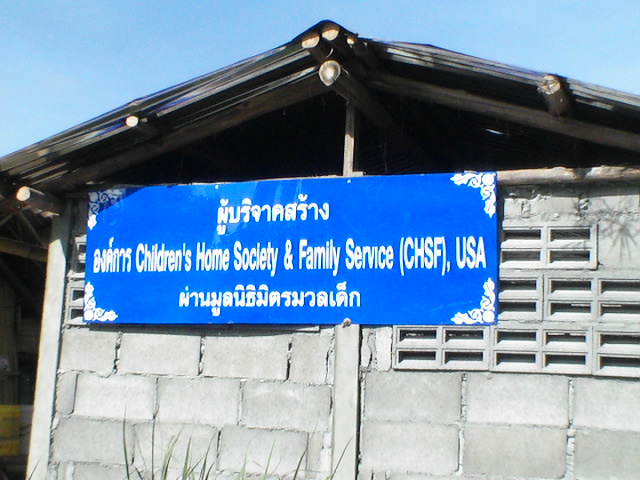 ผู้บริจาคสร้าง
องค์การ Children's Home Society & Family Service (CHSF), USA
ผ่านมูลนิธิมิตรมวลเด็ก